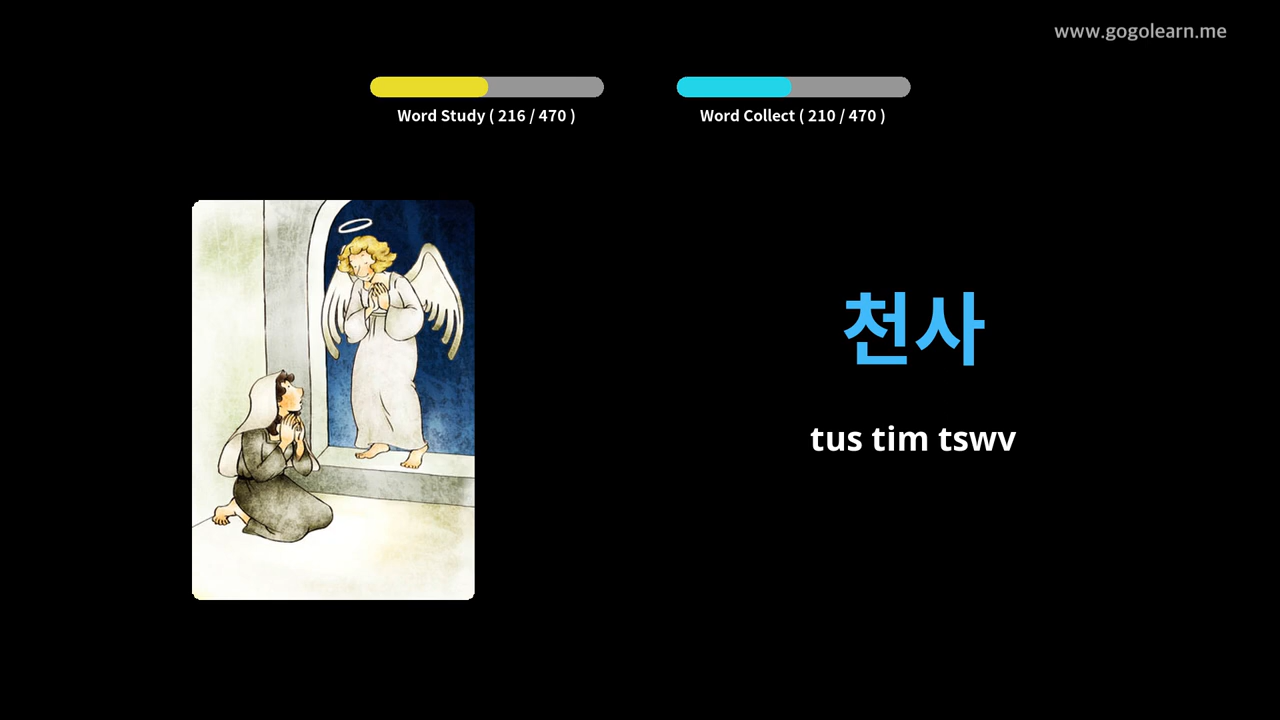 www.gogolearn.me
Word Study ( 216 / 470 )
Word Collect ( 210 / 470 )
천사
tus tim tswv